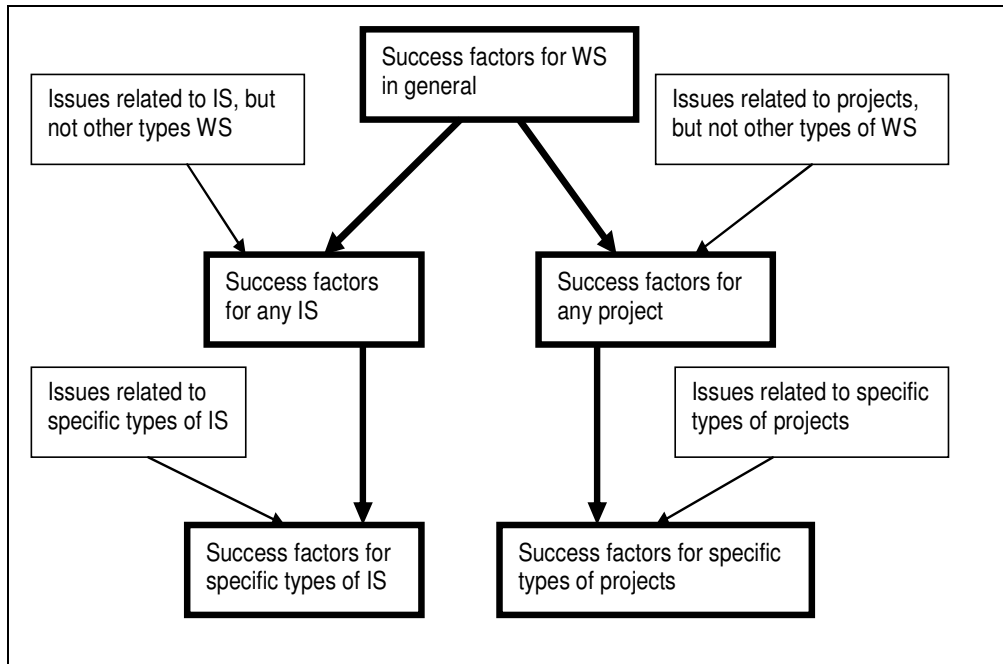 Success factors for WS
in general
Issues related to IS, but
not other types WS
Issues related to projects,
but not other types of WS
Success factors
for any IS
Success factors for
any project
Issues related to
specific types of IS
Issues related to specific
types of projects
Success factors for
specific types of IS
Success factors for specific
types of projects